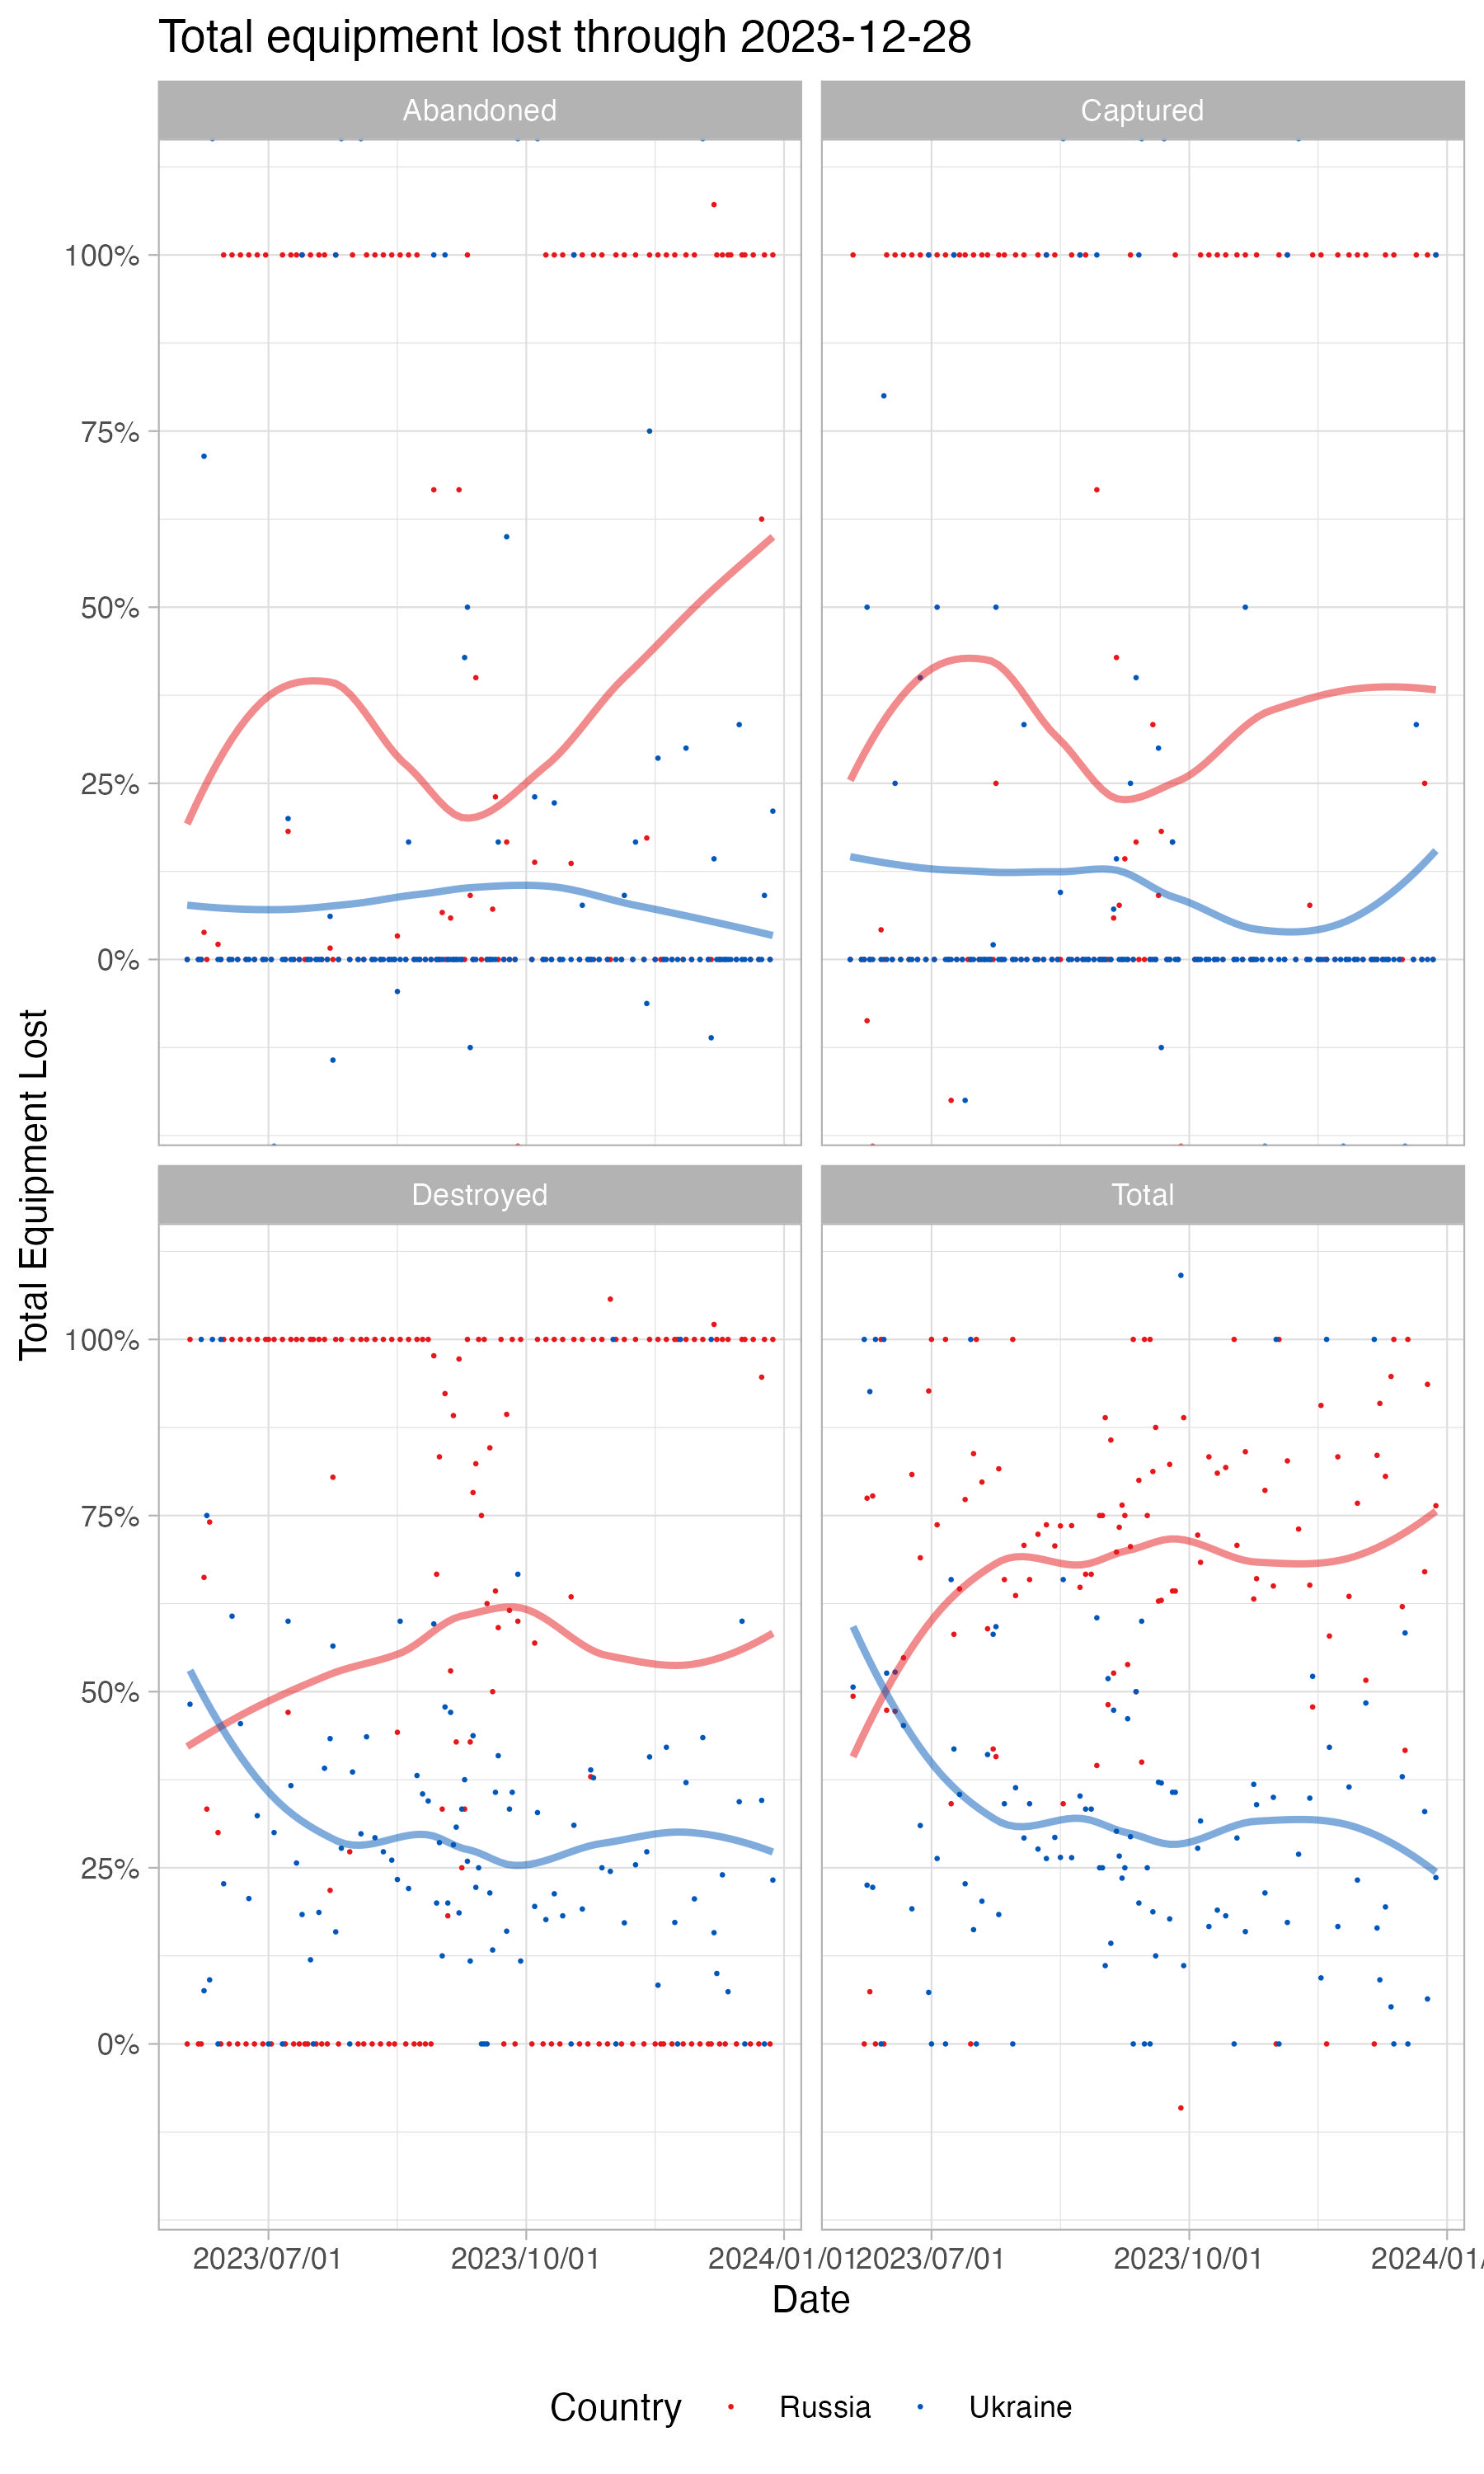 Total equipment lost through 2023-12-28
Abandoned
Captured
100%
75%
50%
25%
0%
Total Equipment Lost
Destroyed
Total
100%
75%
50%
25%
0%
2023/07/01
2023/10/01
2024/01/01
2023/07/01
2023/10/01
2024/01/
Date
Country
Russia
Ukraine